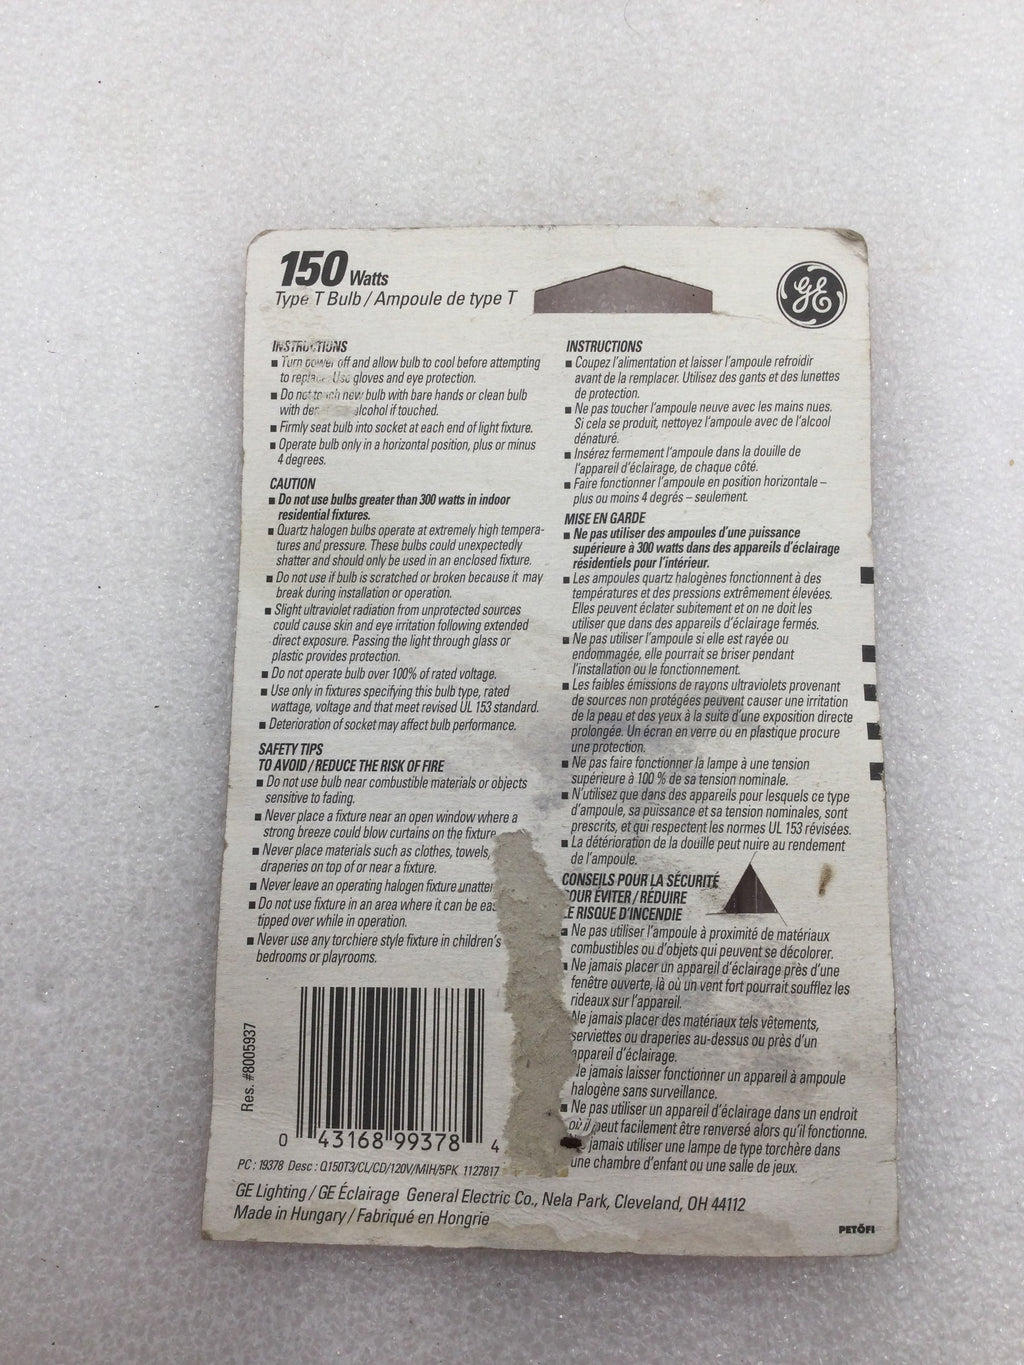 150 Watts
Type T Bulb / Ampoule de type T
GE
INSTRUCTIONS
■ Turn power off and allow bulb to cool before attempting
to replace. Use gloves and eye protection.
■ Do not touch new bulb with bare hands or clean bulb
with alcohol if touched.
■ Firmly seat bulb into socket at each end of light fixture.
■ Operate bulb only in a horizontal position, plus or minus
4 degrees.
CAUTION
■ Do not use bulbs greater than 300 watts in indoor
residential fixtures.
■ Quartz halogen bulbs operate at extremely high tempera-
tures and pressure. These bulbs could unexpectedly
shatter and should only be used in an enclosed fixture.
■ Do not use if bulb is scratched or broken because it may
break during installation or operation.
■ Slight ultraviolet radiation from unprotected sources
could cause skin and eye irritation following extended
direct exposure. Passing the light through glass or
plastic provides protection.
■ Do not operate bulb over 100% of rated voltage.
■ Use only in fixtures specifying this bulb type, rated
wattage, voltage and that meet revised UL 153 standard.
■ Deterioration of socket may affect bulb performance.
SAFETY TIPS
TO AVOID / REDUCE THE RISK OF FIRE
■ Do not use bulb near combustible materials or objects
sensitive to fading.
■ Never place a fixture near an open window where a
strong breeze could blow curtains on the fixture
■ Never place materials such as clothes, towels,
draperies on top of or near a fixture.
■ Never leave an operating halogen fixture
■ Do not use fixture in an area where it can be
tipped over while in operation.
■ Never use any torchiere style fixture in children's
bedrooms or playrooms.
Res. #8005937
0 43168 99378 4
PC : 19378 Desc : Q150T3/CL/CD/120V/MIH/5PK 1127817
INSTRUCTIONS
■ Coupez l'alimentation et laisser l'ampoule refroidir
avant de la remplacer. Utilisez des gants et des lunettes
de protection.
■ Ne pas toucher l'ampoule neuve avec les mains nues.
Si cela se produit, nettoyez l'ampoule avec de l'alcool
dénaturé.
■ Insérez fermement l'ampoule dans la douille de
l'appareil d'éclairage, de chaque côté.
■ Faire fonctionner l'ampoule en position horizontale –
plus ou moins 4 degrés – seulement.
MISE EN GARDE
■ Ne pas utiliser des ampoules d'une puissance
supérieure à 300 watts dans des appareils d'éclairage
résidentiels pour l'intérieur.
■ Les ampoules quartz halogènes fonctionnent à des
températures et des pressions extrêmement élevées.
Elles peuvent éclater subitement et on ne doit les
utiliser que dans des appareils d'éclairage fermés.
■ Ne pas utiliser l'ampoule si elle est rayée ou
endommagée, elle pourrait se briser pendant
l'installation ou le fonctionnement.
■ Les faibles émissions de rayons ultraviolets provenant
de sources non protégées peuvent causer une irritation
de la peau et des yeux à la suite d'une exposition directe
prolongée. Un écran en verre ou en plastique procure
une protection.
■ Ne pas faire fonctionner la lampe à une tension
supérieure à 100 % de sa tension nominale.
■ N'utilisez que dans des appareils pour lesquels ce type
d'ampoule, sa puissance et sa tension nominales, sont
prescrits, et qui respectent les normes UL 153 révisées.
■ La détérioration de la douille peut nuire au rendement
de l'ampoule.
CONSEILS POUR LA SÉCURITÉ
POUR ÉVITER / RÉDUIRE
LE RISQUE D'INCENDIE
■ Ne pas utiliser l'ampoule à proximité de matériaux
combustibles ou d'objets qui peuvent se décolorer.
■ Ne jamais placer un appareil d'éclairage près d'une
fenêtre ouverte, là où un vent fort pourrait soufflez les
rideaux sur l'appareil.
Ne jamais placer des matériaux tels vêtements,
serviettes ou draperies au-dessus ou près d'un
appareil d'éclairage.
Ne jamais laisser fonctionner un appareil à ampoule
halogène sans surveillance.
■ Ne pas utiliser un appareil d'éclairage dans un endroit
où il peut facilement être renversé alors qu'il fonctionne.
jamais utiliser une lampe de type torchère dans
une chambre d'enfant ou une salle de jeux.
GE Lighting / GE Éclairage General Electric Co., Nela Park, Cleveland, OH 44112
Made in Hungary / Fabriqué en Hongrie
PETŐFI